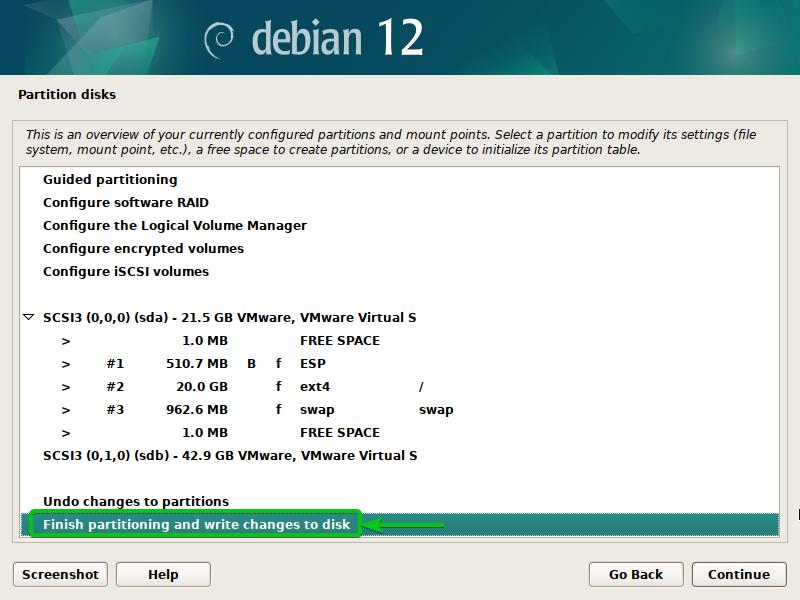 debian 12
Partition disks
This is an overview of your currently configured partitions and mount points. Select a partition to modify its settings (file
system, mount point, etc.), a free space to create partitions, or a device to initialize its partition table.
Guided partitioning
Configure software RAID
Configure the Logical Volume Manager
Configure encrypted volumes
Configure iSCSI volumes
SCSI3 (0,0,0) (sda) - 21.5 GB VMware, VMware Virtual S
> 1.0 MB FREE SPACE
> #1 510.7 MB B f ESP
> #2 20.0 GB f ext4 /
> #3 962.6 MB f swap swap
> 1.0 MB FREE SPACE
SCSI3 (0,1,0) (sdb) - 42.9 GB VMware, VMware Virtual S
Undo changes to partitions
Finish partitioning and write changes to disk
Screenshot Help Go Back Continue